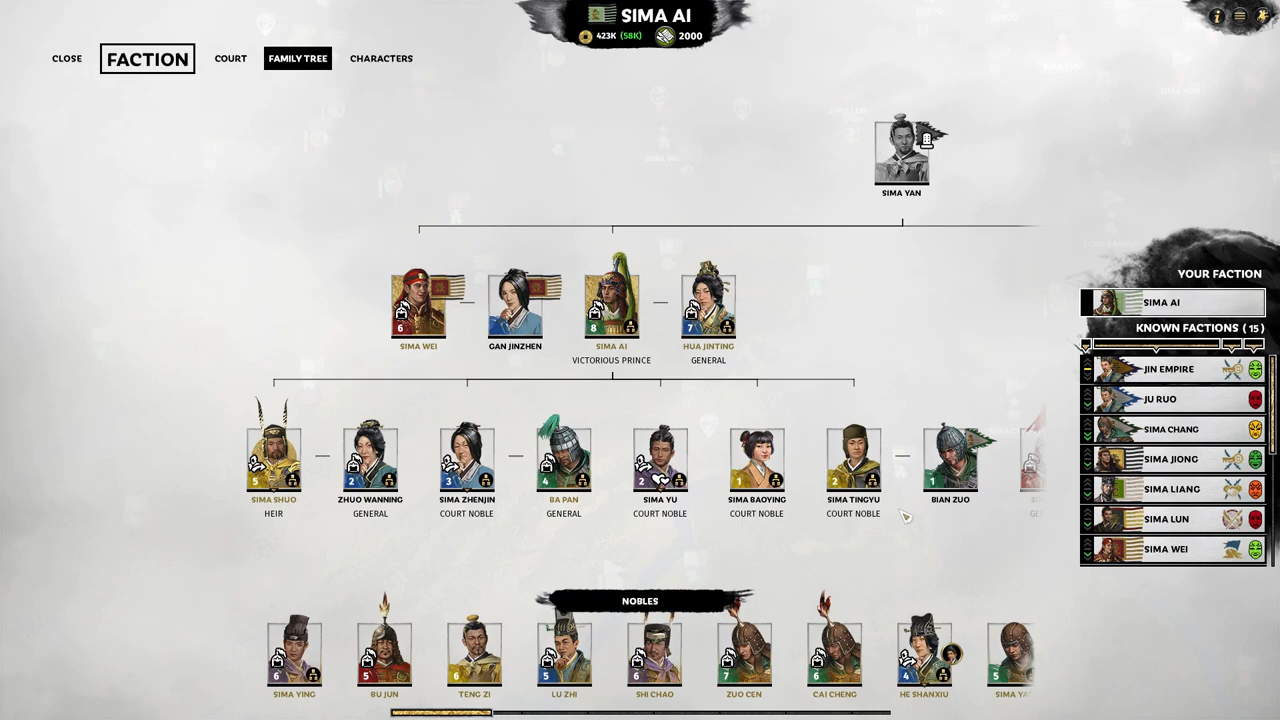 SIMA AI
423K (58K) 2000
CLOSE FACTION COURT FAMILY TREE CHARACTERS
SIMA YAN
YOUR FACTION
SIMA AI
KNOWN FACTIONS ( 15 )
JIN EMPIRE
JU RUO
SIMA CHANG
SIMA JIONG
SIMA LIANG
SIMA LUN
SIMA WEI
6 8 7
SIMA WEI GAN JINZHEN SIMA AI HUA JINTING
VICTORIOUS PRINCE GENERAL
5 2 3 4 2 1 2 1
SIMA SHUO ZHUO WANNING SIMA ZHENJIN BA PAN SIMA YU SIMA BAOYING SIMA TINGYU BIAN ZUO
HEIR GENERAL COURT NOBLE GENERAL COURT NOBLE COURT NOBLE COURT NOBLE
NOBLES
6 5 6 5 6 7 6 4 5
SIMA YING BU JUN TENG ZI LU ZHI SHI CHAO ZUO CEN CAI CHENG HE SHANXIU SIMA